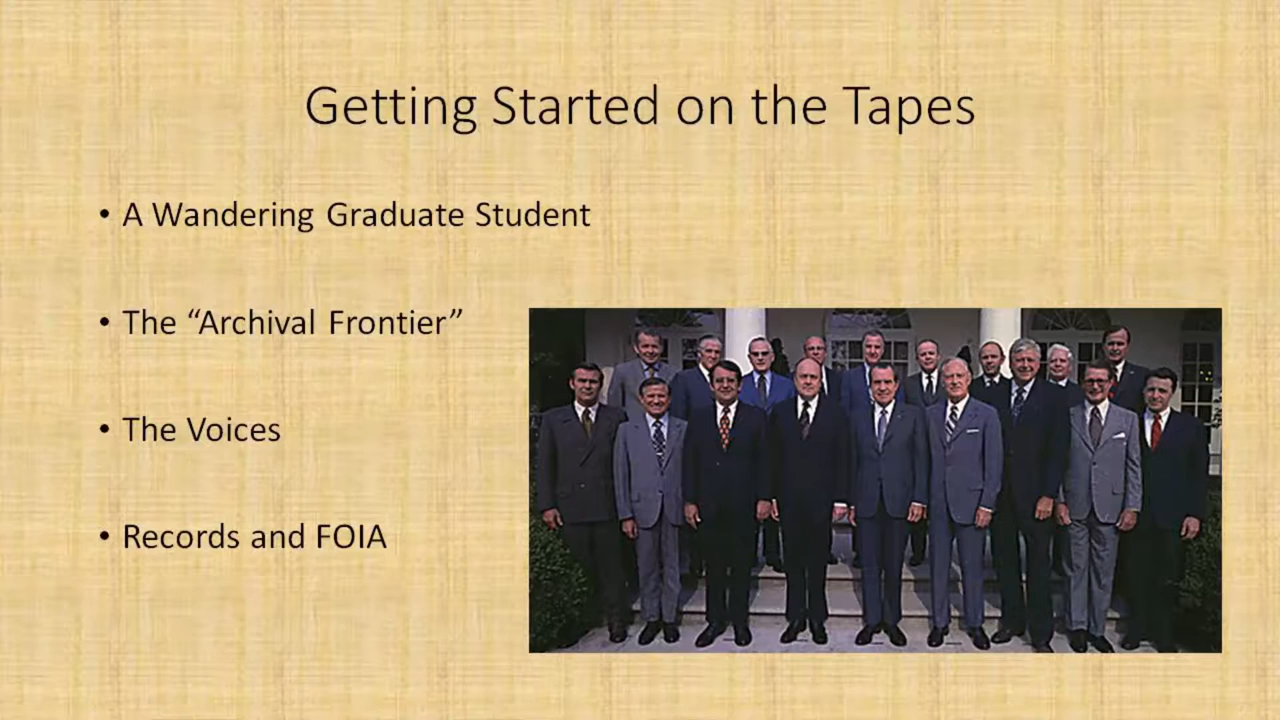 Getting Started on the Tapes
• A Wandering Graduate Student
• The “Archival Frontier”
• The Voices
• Records and FOIA